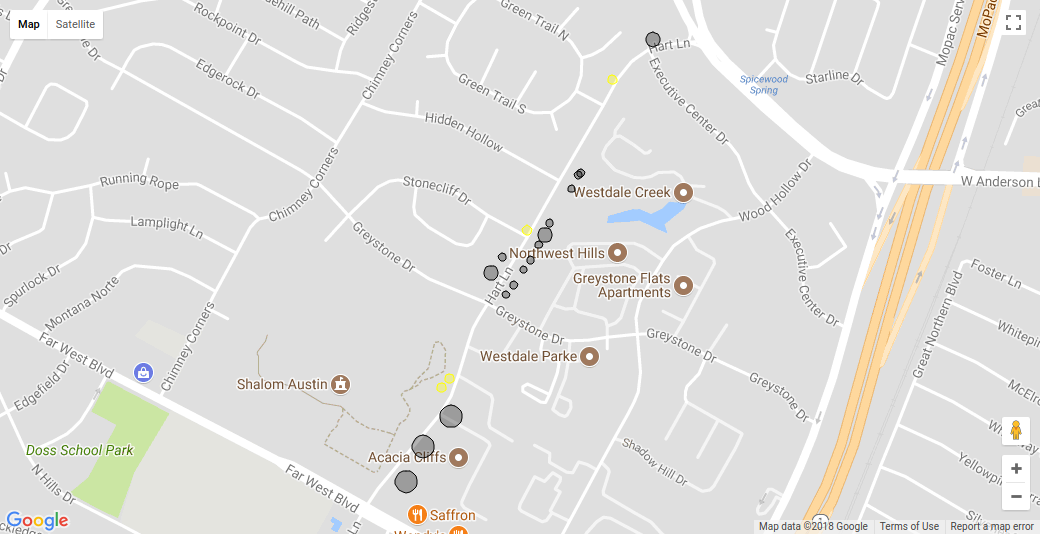 Map
Satellite
Rockpoint Dr
Green Trail N
Hart Ln
Mopac Serv
MoPac
Chimney Corners
Edgerock Dr
Green Trail S
Executive Center Dr
Spicewood
Spring
Starline Dr
Hidden Hollow
Running Rope
Chimney Corners
Stonecliff Dr
Westdale Creek
Wood Hollow Dr
W Anderson L
Lamplight Ln
Greystone Dr
Northwest Hills
Executive Center Dr
Spurlock Dr
Montana Norte
Hart Ln
Greystone Flats
Apartments
Foster Ln
Great Northern Blvd
Greystone Dr
Greystone Dr
Whitepin
Far West Blvd
Chimney Corners
Westdale Parke
Edgefield Dr
Shalom Austin
Greystone Dr
McElro
Doss School Park
Acacia Cliffs
Shadow Hill Dr
Yellowpin
N Hills Dr
Far West Blvd
Saffron
Google
Map data ©2018 Google
Terms of Use
Report a map error